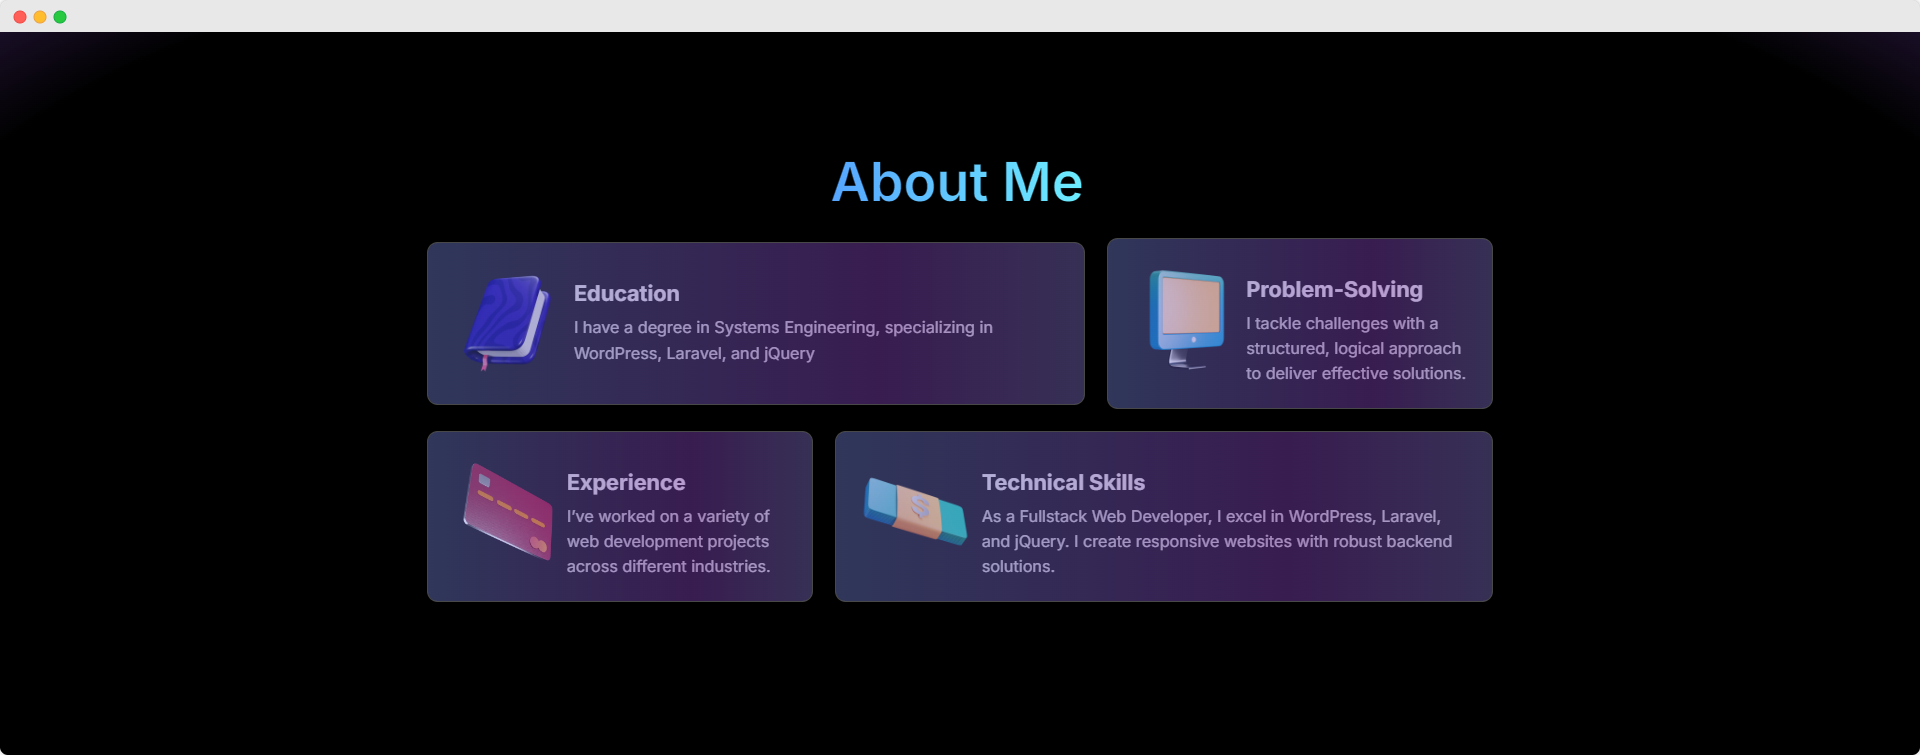 About Me
Education
I have a degree in Systems Engineering, specializing in
WordPress, Laravel, and jQuery
Problem-Solving
I tackle challenges with a
structured, logical approach
to deliver effective solutions.
Experience
I’ve worked on a variety of
web development projects
across different industries.
Technical Skills
As a Fullstack Web Developer, I excel in WordPress, Laravel,
and jQuery. I create responsive websites with robust backend
solutions.